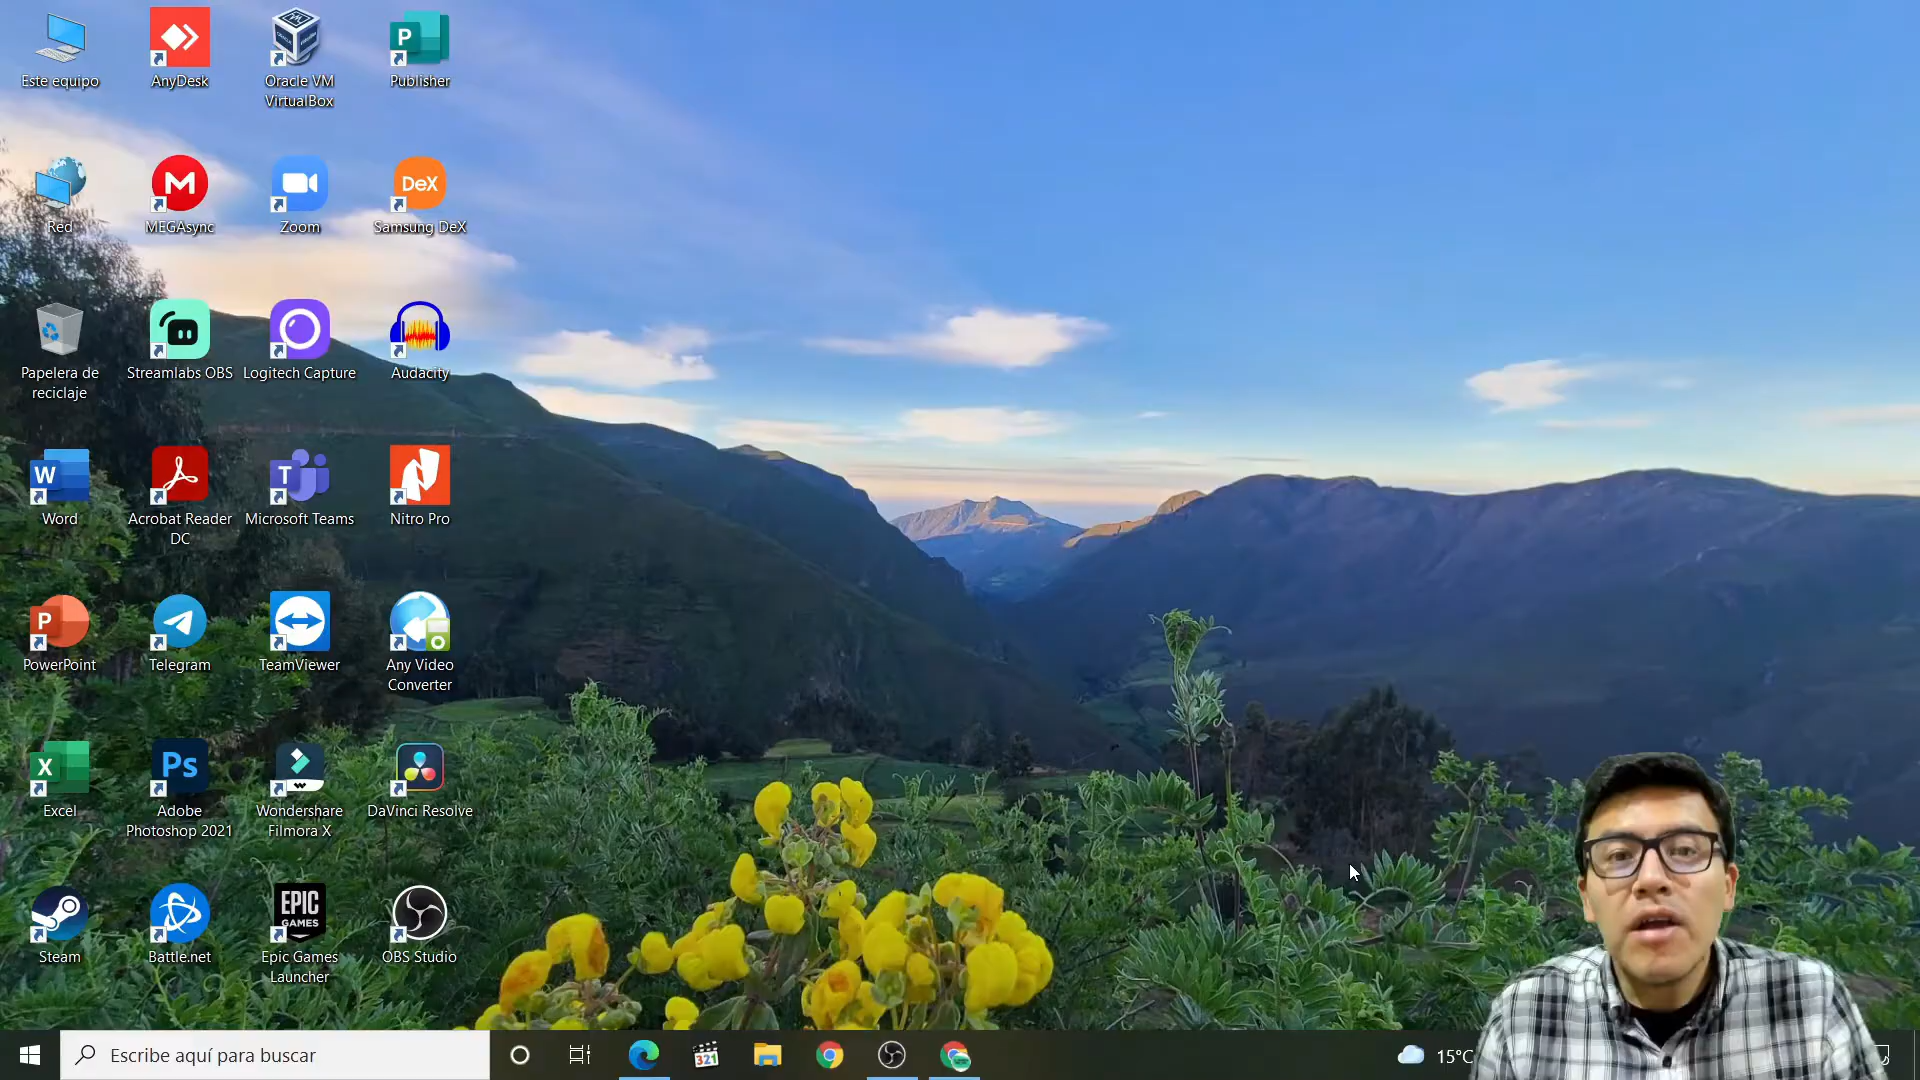 Este equipo
AnyDesk
Oracle VM
VirtualBox
P
Publisher
Red
M
MEGAsync
Zoom
DeX
Samsung DeX
Papelera de
reciclaje
Streamlabs OBS
Logitech Capture
Audacity
W
Word
Acrobat Reader
DC
T
Microsoft Teams
Nitro Pro
P
PowerPoint
Telegram
TeamViewer
Any Video
Converter
X
Excel
Ps
Adobe
Photoshop 2021
Wondershare
Filmora X
DaVinci Resolve
Steam
Battle.net
EPIC
GAMES
Epic Games
Launcher
OBS Studio
Escribe aquí para buscar
321
15°C